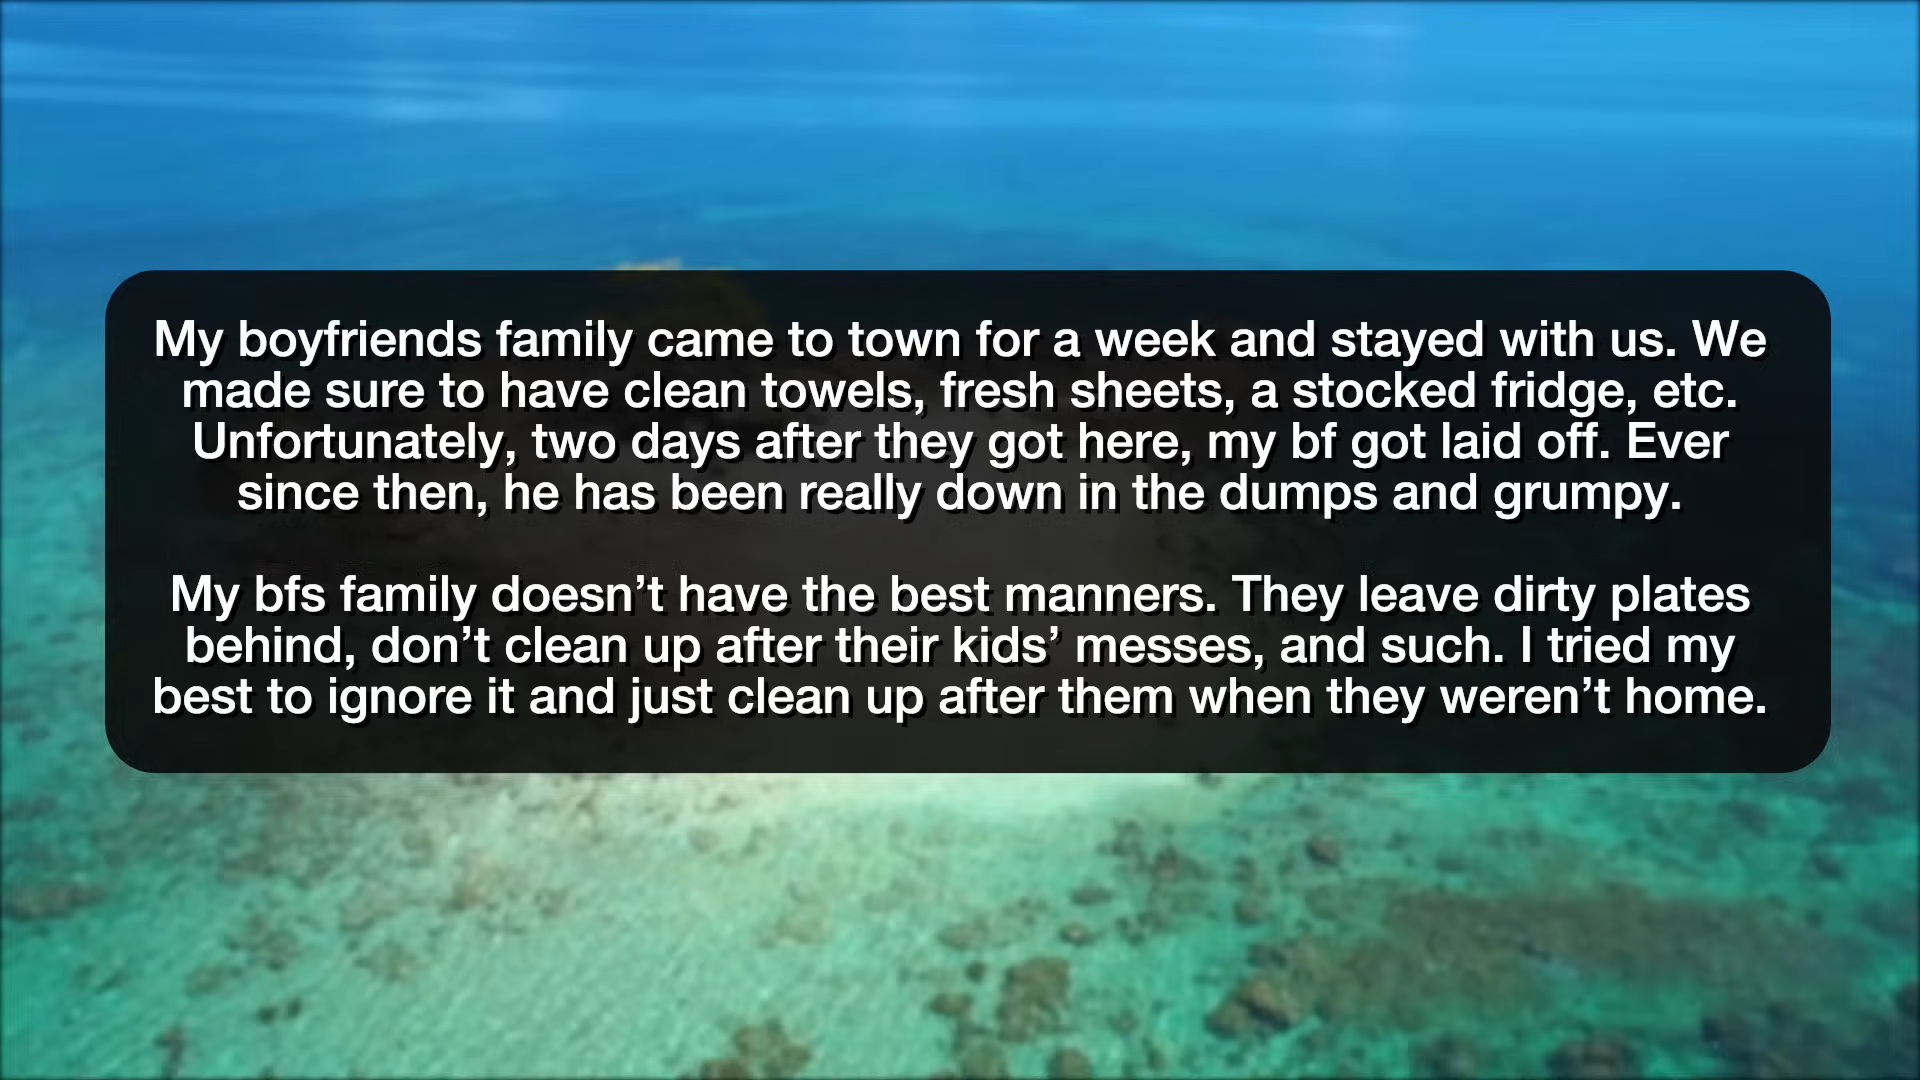 My boyfriends family came to town for a week and stayed with us. We
made sure to have clean towels, fresh sheets, a stocked fridge, etc.
Unfortunately, two days after they got here, my bf got laid off. Ever
since then, he has been really down in the dumps and grumpy.
My bfs family doesn’t have the best manners. They leave dirty plates
behind, don’t clean up after their kids’ messes, and such. I tried my
best to ignore it and just clean up after them when they weren’t home.